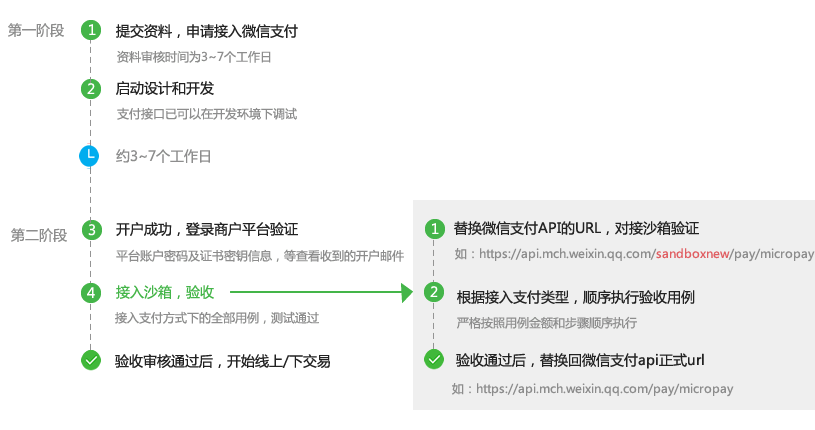 第一阶段
1
提交资料，申请接入微信支付
资料审核时间为3~7个工作日
2
启动设计和开发
支付接口已可以在开发环境下调试
约3~7个工作日
第二阶段
3
开户成功，登录商户平台验证
平台账户密码及证书密钥信息，等查看收到的开户邮件
4
接入沙箱，验收
接入支付方式下的全部用例，测试通过
验收审核通过后，开始线上/下交易
1
替换微信支付API的URL，对接沙箱验证
如：https://api.mch.weixin.qq.com/sandboxnew/pay/micropay
2
根据接入支付类型，顺序执行验收用例
严格按照用例金额和步骤顺序执行
验收通过后，替换回微信支付api正式url
如：https://api.mch.weixin.qq.com/pay/micropay